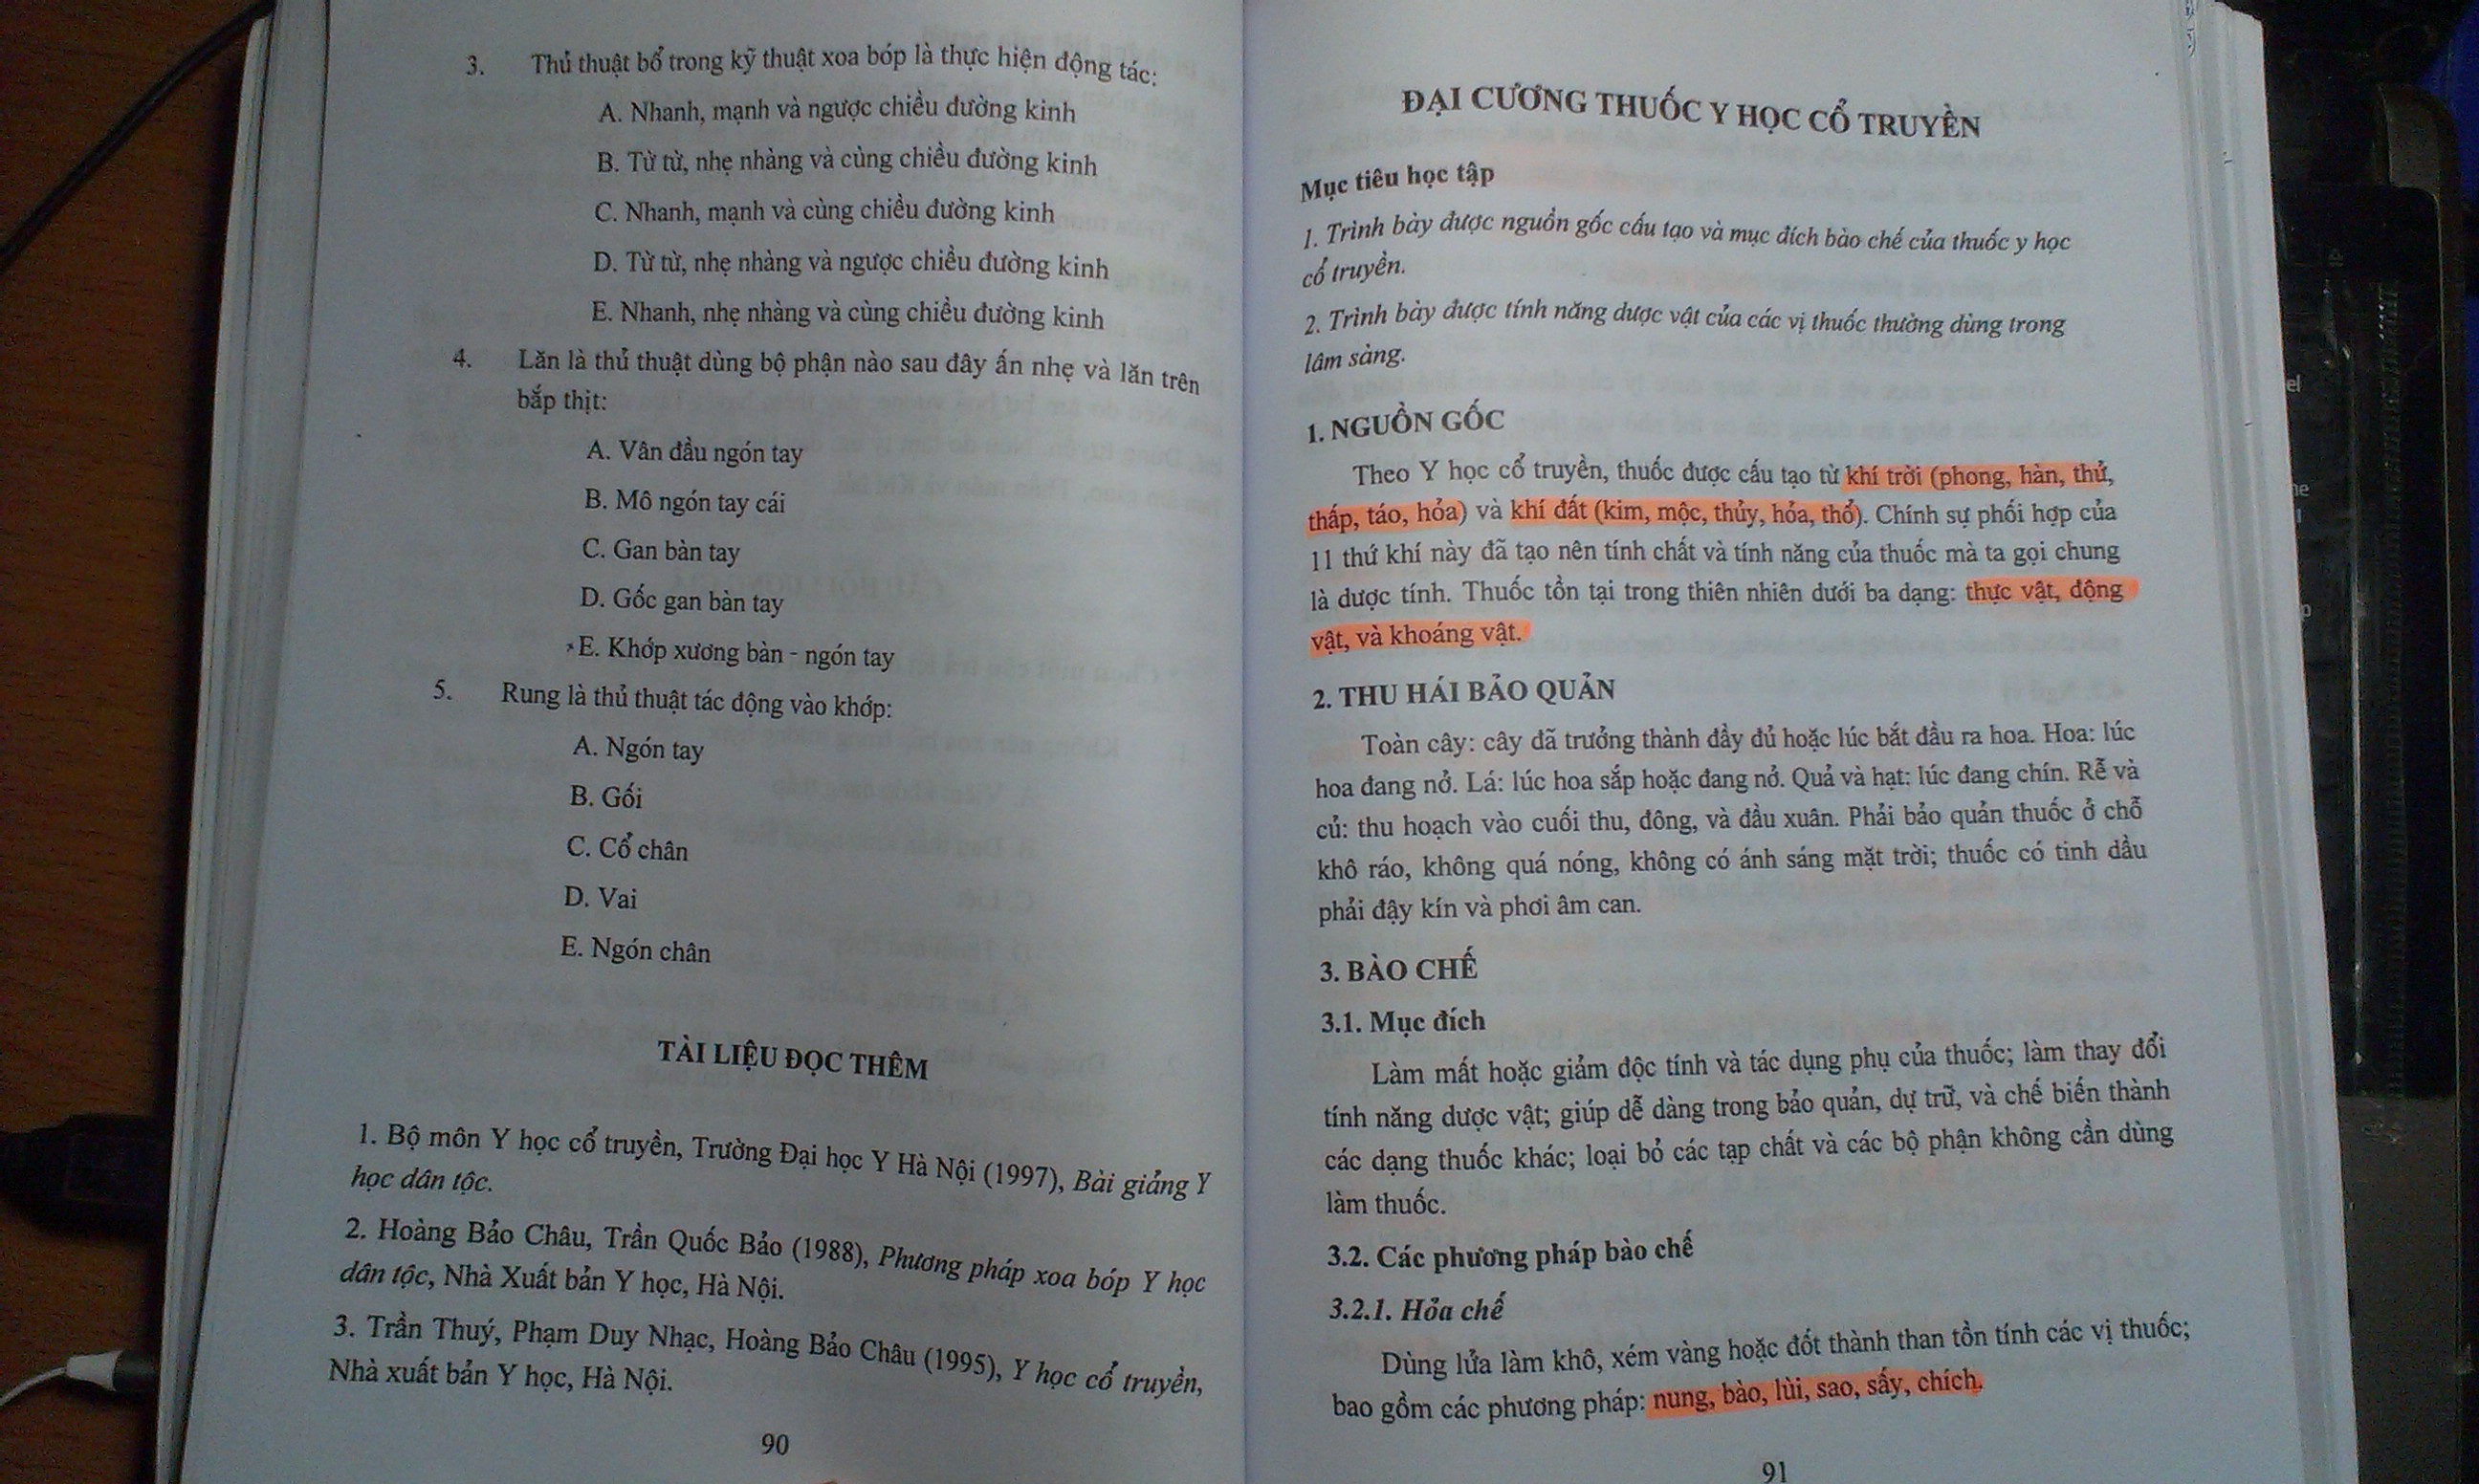 3. Thủ thuật bổ trong kỹ thuật xoa bóp là thực hiện động tác:
A. Nhanh, mạnh và ngược chiều đường kinh
B. Từ từ, nhẹ nhàng và cùng chiều đường kinh
C. Nhanh, mạnh và cùng chiều đường kinh
D. Từ từ, nhẹ nhàng và ngược chiều đường kinh
E. Nhanh, nhẹ nhàng và cùng chiều đường kinh
4. Lăn là thủ thuật dùng bộ phận nào sau đây ấn nhẹ và lăn trên
bắp thịt:
A. Vân đầu ngón tay
B. Mô ngón tay cái
C. Gan bàn tay
D. Gốc gan bàn tay
E. Khớp xương bàn - ngón tay
5. Rung là thủ thuật tác động vào khớp:
A. Ngón tay
B. Gối
C. Cổ chân
D. Vai
E. Ngón chân
TÀI LIỆU ĐỌC THÊM
1. Bộ môn Y học cổ truyền, Trường Đại học Y Hà Nội (1997), Bài giảng Y
học dân tộc.
2. Hoàng Bảo Châu, Trần Quốc Bảo (1988), Phương pháp xoa bóp Y học
dân tộc, Nhà Xuất bản Y học, Hà Nội.
3. Trần Thuý, Phạm Duy Nhạc, Hoàng Bảo Châu (1995), Y học cổ truyền,
Nhà xuất bản Y học, Hà Nội.
90
ĐẠI CƯƠNG THUỐC Y HỌC CỔ TRUYỀN
Mục tiêu học tập
1. Trình bày được nguồn gốc cấu tạo và mục đích bào chế của thuốc y học
cổ truyền.
2. Trình bày được tính năng dược vật của các vị thuốc thường dùng trong
lâm sàng.
1. NGUỒN GỐC
Theo Y học cổ truyền, thuốc được cấu tạo từ khí trời (phong, hàn, thử,
thấp, táo, hỏa) và khí đất (kim, mộc, thủy, hỏa, thổ). Chính sự phối hợp của
11 thứ khí này đã tạo nên tính chất và tính năng của thuốc mà ta gọi chung
là dược tính. Thuốc tồn tại trong thiên nhiên dưới ba dạng: thực vật, động
vật, và khoáng vật.
2. THU HÁI BẢO QUẢN
Toàn cây: cây đã trưởng thành đầy đủ hoặc lúc bắt đầu ra hoa. Hoa: lúc
hoa đang nở. Lá: lúc hoa sắp hoặc đang nở. Quả và hạt: lúc đang chín. Rễ và
củ: thu hoạch vào cuối thu, đông, và đầu xuân. Phải bảo quản thuốc ở chỗ
khô ráo, không quá nóng, không có ánh sáng mặt trời; thuốc có tinh dầu
phải đậy kín và phơi âm can.
3. BÀO CHẾ
3.1. Mục đích
Làm mất hoặc giảm độc tính và tác dụng phụ của thuốc; làm thay đổi
tính năng dược vật; giúp dễ dàng trong bảo quản, dự trữ, và chế biến thành
các dạng thuốc khác; loại bỏ các tạp chất và các bộ phận không cần dùng
làm thuốc.
3.2. Các phương pháp bào chế
3.2.1. Hỏa chế
Dùng lửa làm khô, xém vàng hoặc đốt thành than tồn tính các vị thuốc;
bao gồm các phương pháp: nung, bào, lùi, sao, sấy, chích.
91